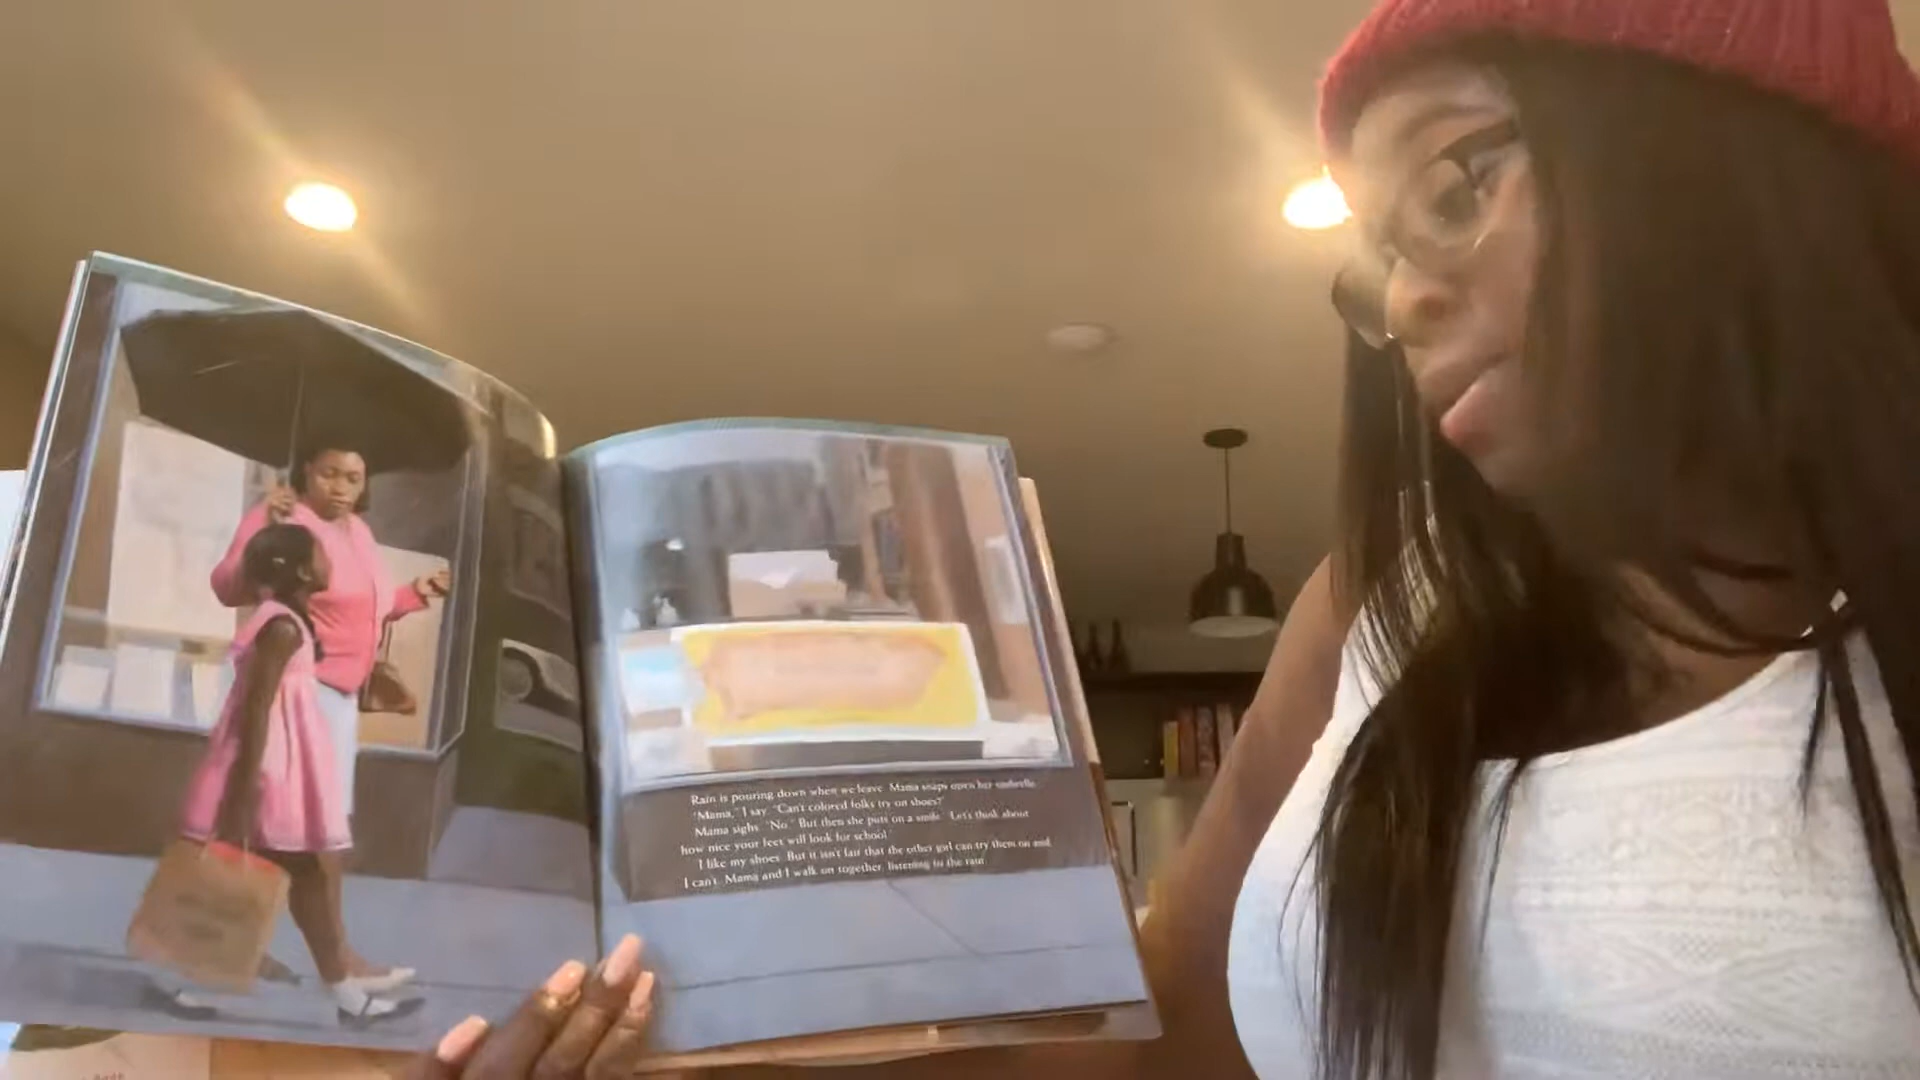 Rain is pouring down when we leave. Mama snaps open her umbrella.
"Mama," I say. "Can't colored folks try on shoes?"
Mama sighs. "No." But then she puts on a smile. "Let's think about
how nice your feet will look for school."
I like my shoes. But it isn't fair that the other girl can try them on and
I can't. Mama and I walk on together, listening to the rain.